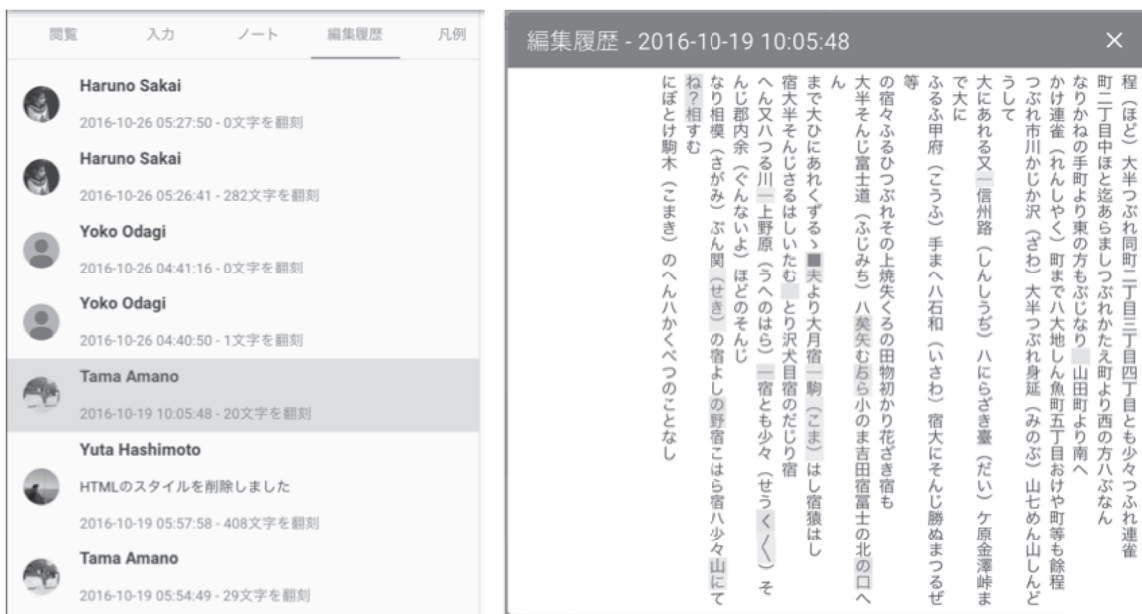 閲覧 入力 ノート 編集履歴 凡例
Haruno Sakai
2016-10-26 05:27:50 - 0文字を翻刻
Haruno Sakai
2016-10-26 05:26:41 - 282文字を翻刻
Yoko Odagi
2016-10-26 04:41:16 - 0文字を翻刻
Yoko Odagi
2016-10-26 04:40:50 - 1文字を翻刻
Tama Amano
2016-10-19 10:05:48 - 20文字を翻刻
Yuta Hashimoto
HTMLのスタイルを削除しました
2016-10-19 05:57:58 - 408文字を翻刻
Tama Amano
2016-10-19 05:54:49 - 29文字を翻刻
編集履歴 - 2016-10-19 10:05:48
程（ほど）大半つぶれ同町二丁目三丁目四丁目とも少々つふれ連雀
町二丁目中ほと迄あらましつぶれかたえ町より西の方ハぶなん
なりかねの手町より東の方もぶじなり 山田町より南へ
かけ連雀（れんしやく）町まで八大地しん魚町五丁目おけや町等も餘程
つぶれ市川かじか沢（ざわ）大半つぶれ身延（みのぶ）山七めん山しんど
うして
大にあれる又一信州路（しんしうぢ）ハにらざき臺（だい）ケ原金澤峠ま
で大に
ふるふ甲府（こうふ）手まへ八石和（いさわ）宿大にそんじ勝ぬまつるぜ
等
の宿々ふるひつぶれその上焼失くろの田物初かり花ざき宿も
大半そんじ富士道（ふじみち）ハ矣矢むゟら小のま吉田宿冨士の北の口へ
ん
まで大ひにあれくずるゝ■夫より大月宿一駒（こま）はし宿猿はし
宿大半そんじさるはしいたむ とり沢犬目宿のだじり宿
へん又八つる川一上野原（うへのはら）一宿とも少々（せうく〱）そ
んじ郡内余（ぐんないよ）ほどのそんじ
なり相模（さがみ）ぶん関（せき）の宿よしの野宿こはら宿八少々山にて
ね？相すむ
にぼとけ駒木（こまき）のへん八かくべつのことなし